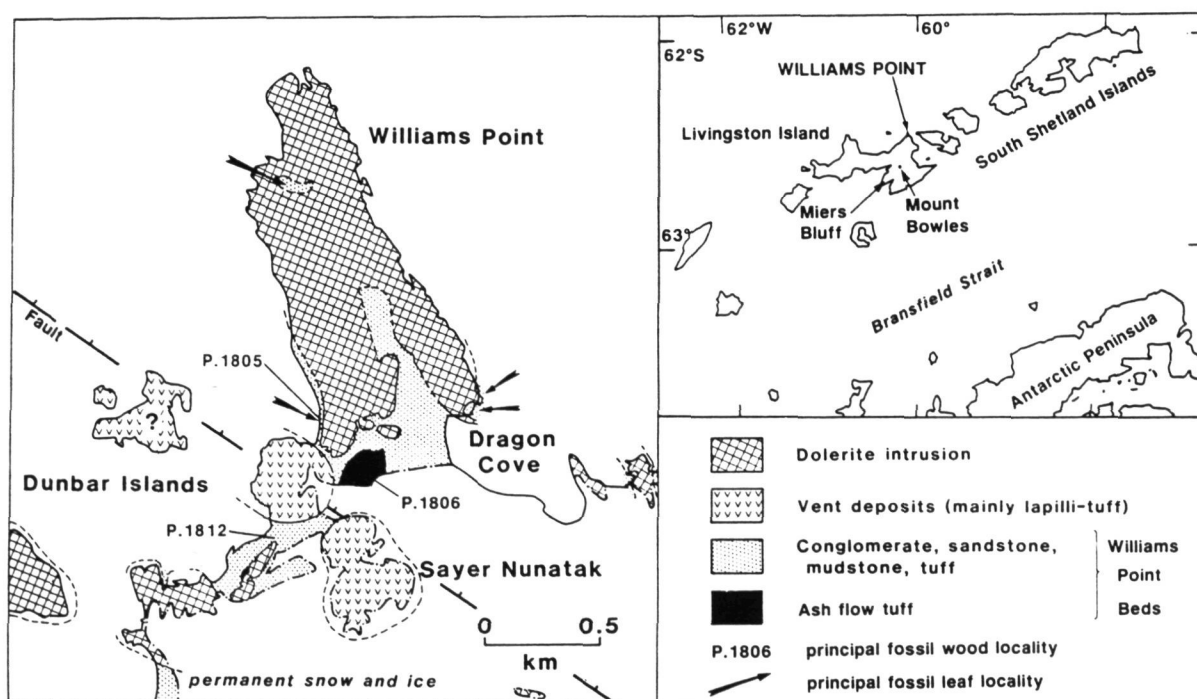 Williams Point
Fault
P.1805
?
Dunbar Islands
Dragon
Cove
P.1806
P.1812
Sayer Nunatak
0 0.5
km
permanent snow and ice
62°W 60°
62°S
WILLIAMS POINT
Livingston Island
South Shetland Islands
Miers
Bluff
Mount
Bowles
63°
Bransfield Strait
Antarctic Peninsula
Dolerite intrusion
Vent deposits (mainly lapilli-tuff)
Conglomerate, sandstone,
mudstone, tuff
Williams
Point
Beds
Ash flow tuff
P.1806 principal fossil wood locality
principal fossil leaf locality